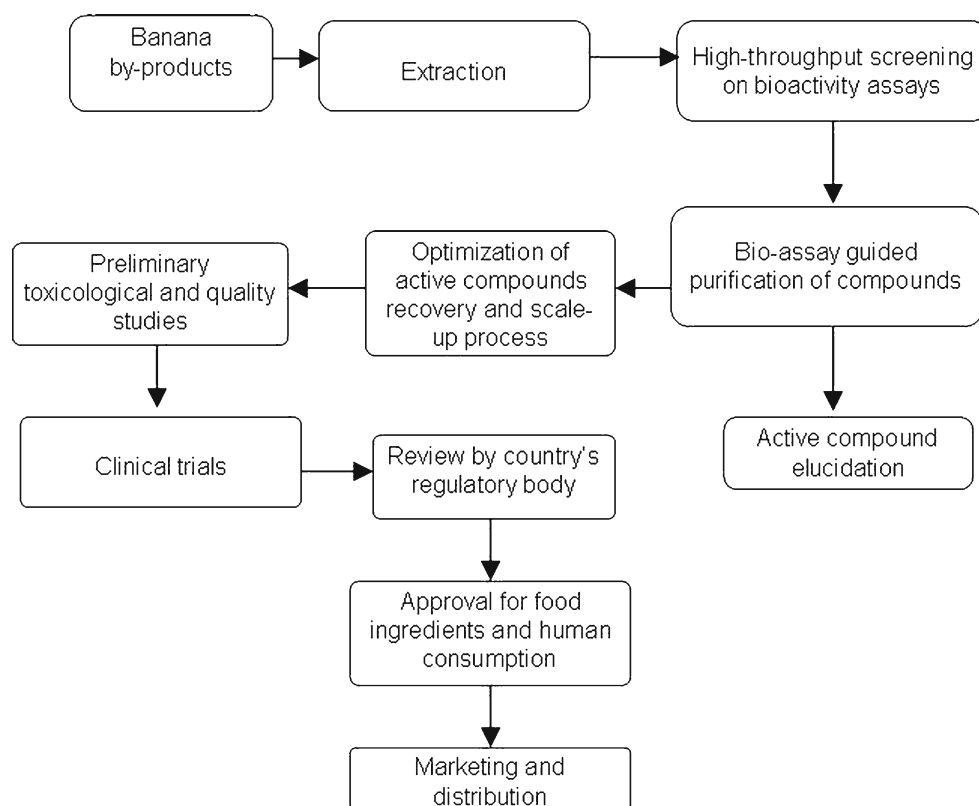 Banana
by-products
Extraction
High-throughput screening
on bioactivity assays
Bio-assay guided
purification of compounds
Optimization of
active compounds
recovery and scale-
up process
Preliminary
toxicological and quality
studies
Active compound
elucidation
Clinical trials
Review by country's
regulatory body
Approval for food
ingredients and human
consumption
Marketing and
distribution